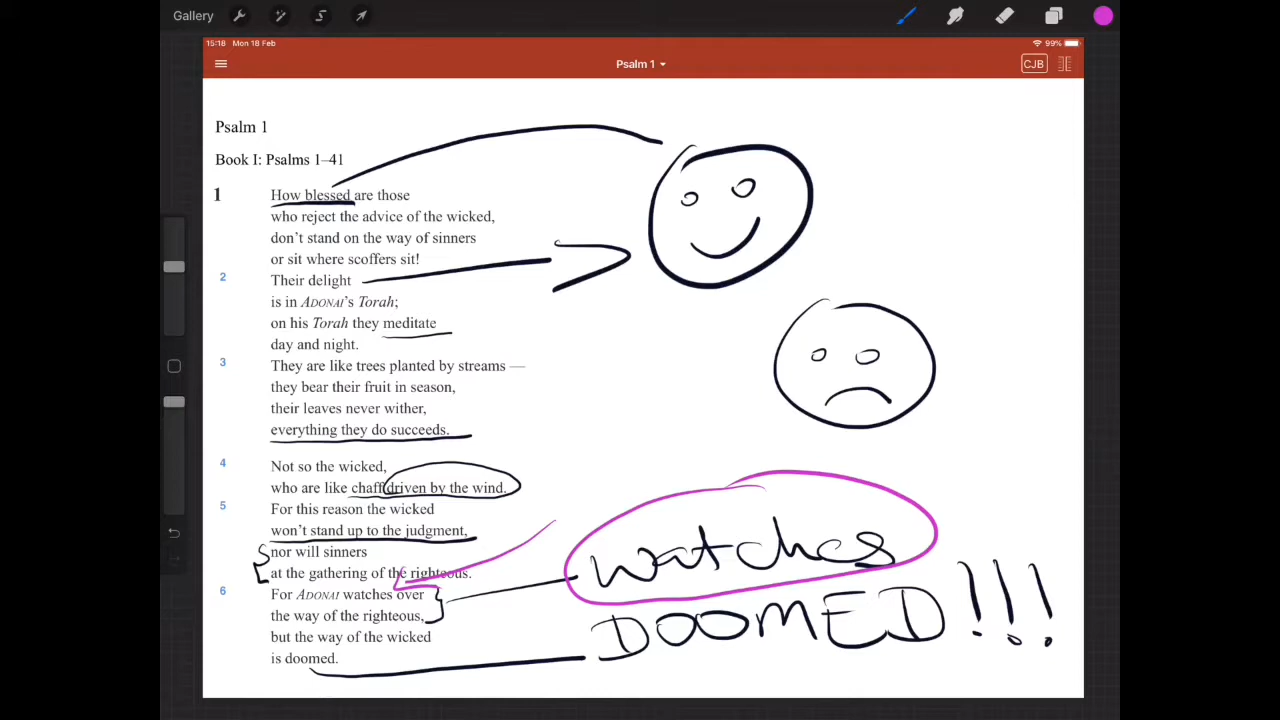 Gallery
15:18 Mon 18 Feb
99%
Psalm 1
CJB
Psalm 1
Book I: Psalms 1–41
1 How blessed are those
who reject the advice of the wicked,
don’t stand on the way of sinners
or sit where scoffers sit!
2 Their delight
is in ADONAI’s Torah;
on his Torah they meditate
day and night.
3 They are like trees planted by streams —
they bear their fruit in season,
their leaves never wither,
everything they do succeeds.
4 Not so the wicked,
who are like chaff driven by the wind.
5 For this reason the wicked
won’t stand up to the judgment,
nor will sinners
at the gathering of the righteous.
6 For ADONAI watches over
the way of the righteous,
but the way of the wicked
is doomed.
watches
DOOMED!!!